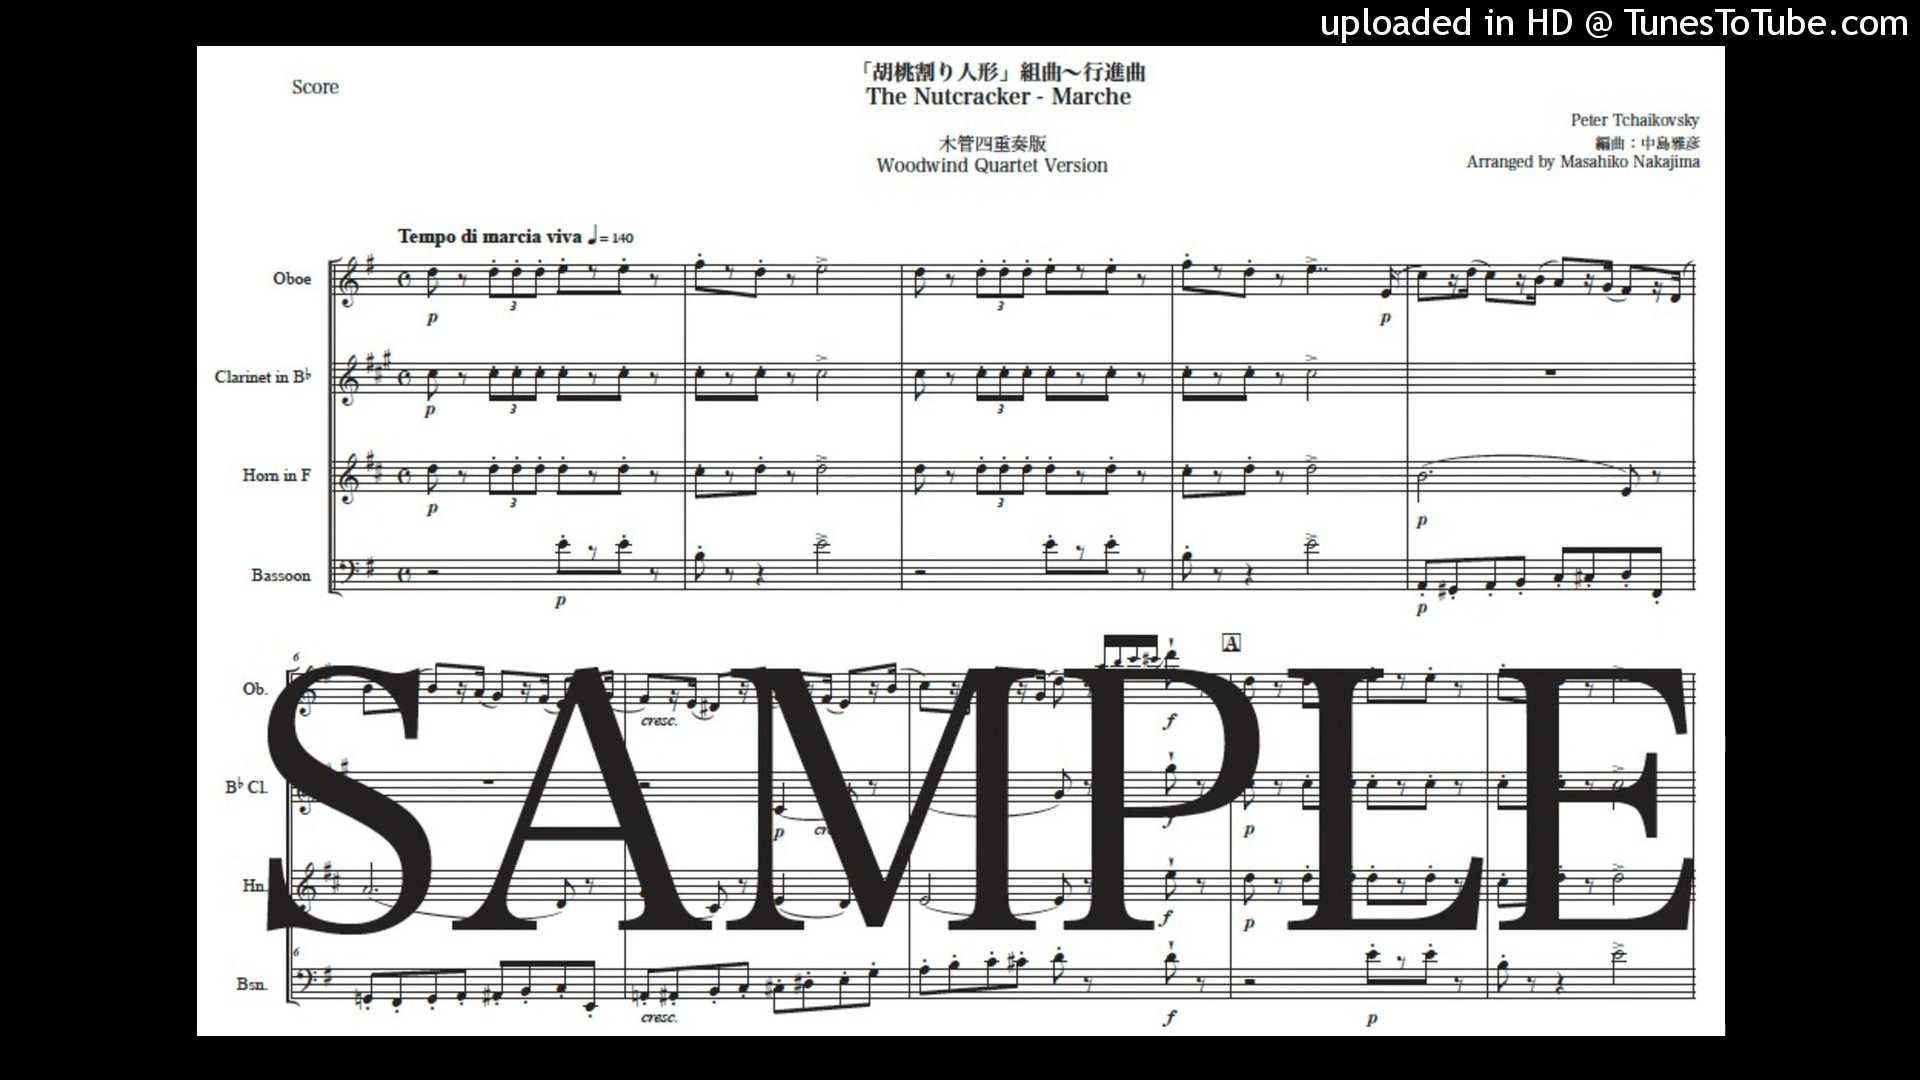 uploaded in HD @ TunesToTube.com
「胡桃割り人形」組曲～行進曲
Score
The Nutcracker - Marche
Peter Tchaikovsky
木管四重奏版
編曲：中島雅彦
Woodwind Quartet Version
Arranged by Masahiko Nakajima
Tempo di marcia viva ♩= 140
Oboe
3
3
p
p
Clarinet in B♭
p
3
3
Horn in F
p
3
3
p
Bassoon
p
p
6
A
Ob.
cresc.
f
SAMPLE
B♭ Cl.
p
p
Hn.
f
p
6
Bsn.
cresc.
f
p